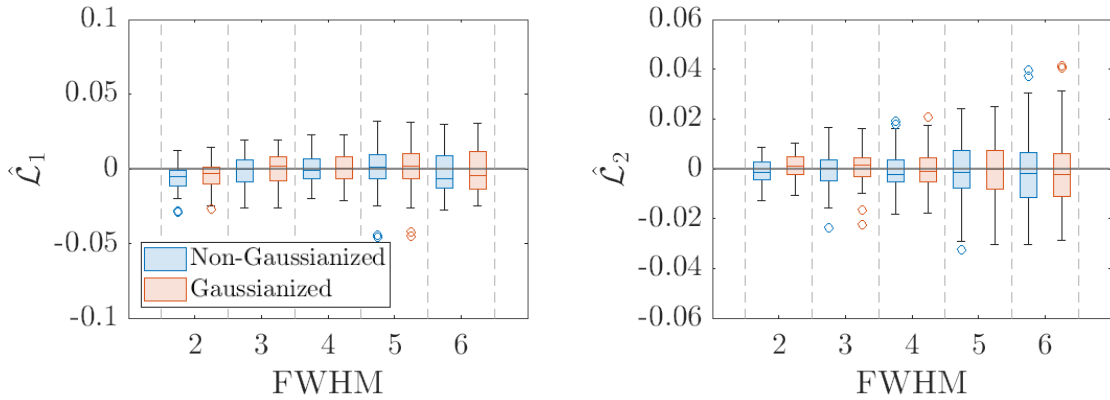 0.1
0.05
0
-0.05
-0.1
ℒ̂₁
Non-Gaussianized
Gaussianized
2 3 4 5 6
FWHM
0.06
0.04
0.02
0
-0.02
-0.04
-0.06
ℒ̂₂
2 3 4 5 6
FWHM